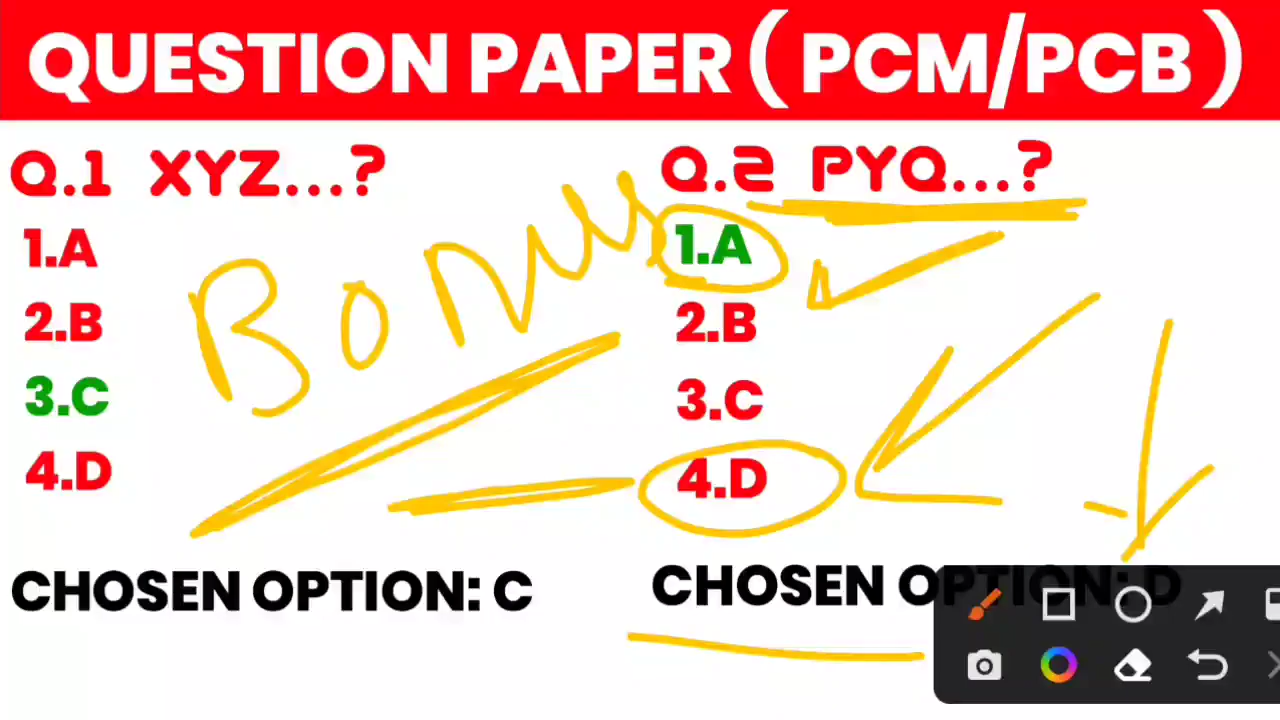 QUESTION PAPER ( PCM/PCB )
Q.1 XYZ...?
1.A
2.B
3.C
4.D
CHOSEN OPTION: C
Bonus
Q.2 PYQ...?
1.A
2.B
3.C
4.D
CHOSEN OPTION: D